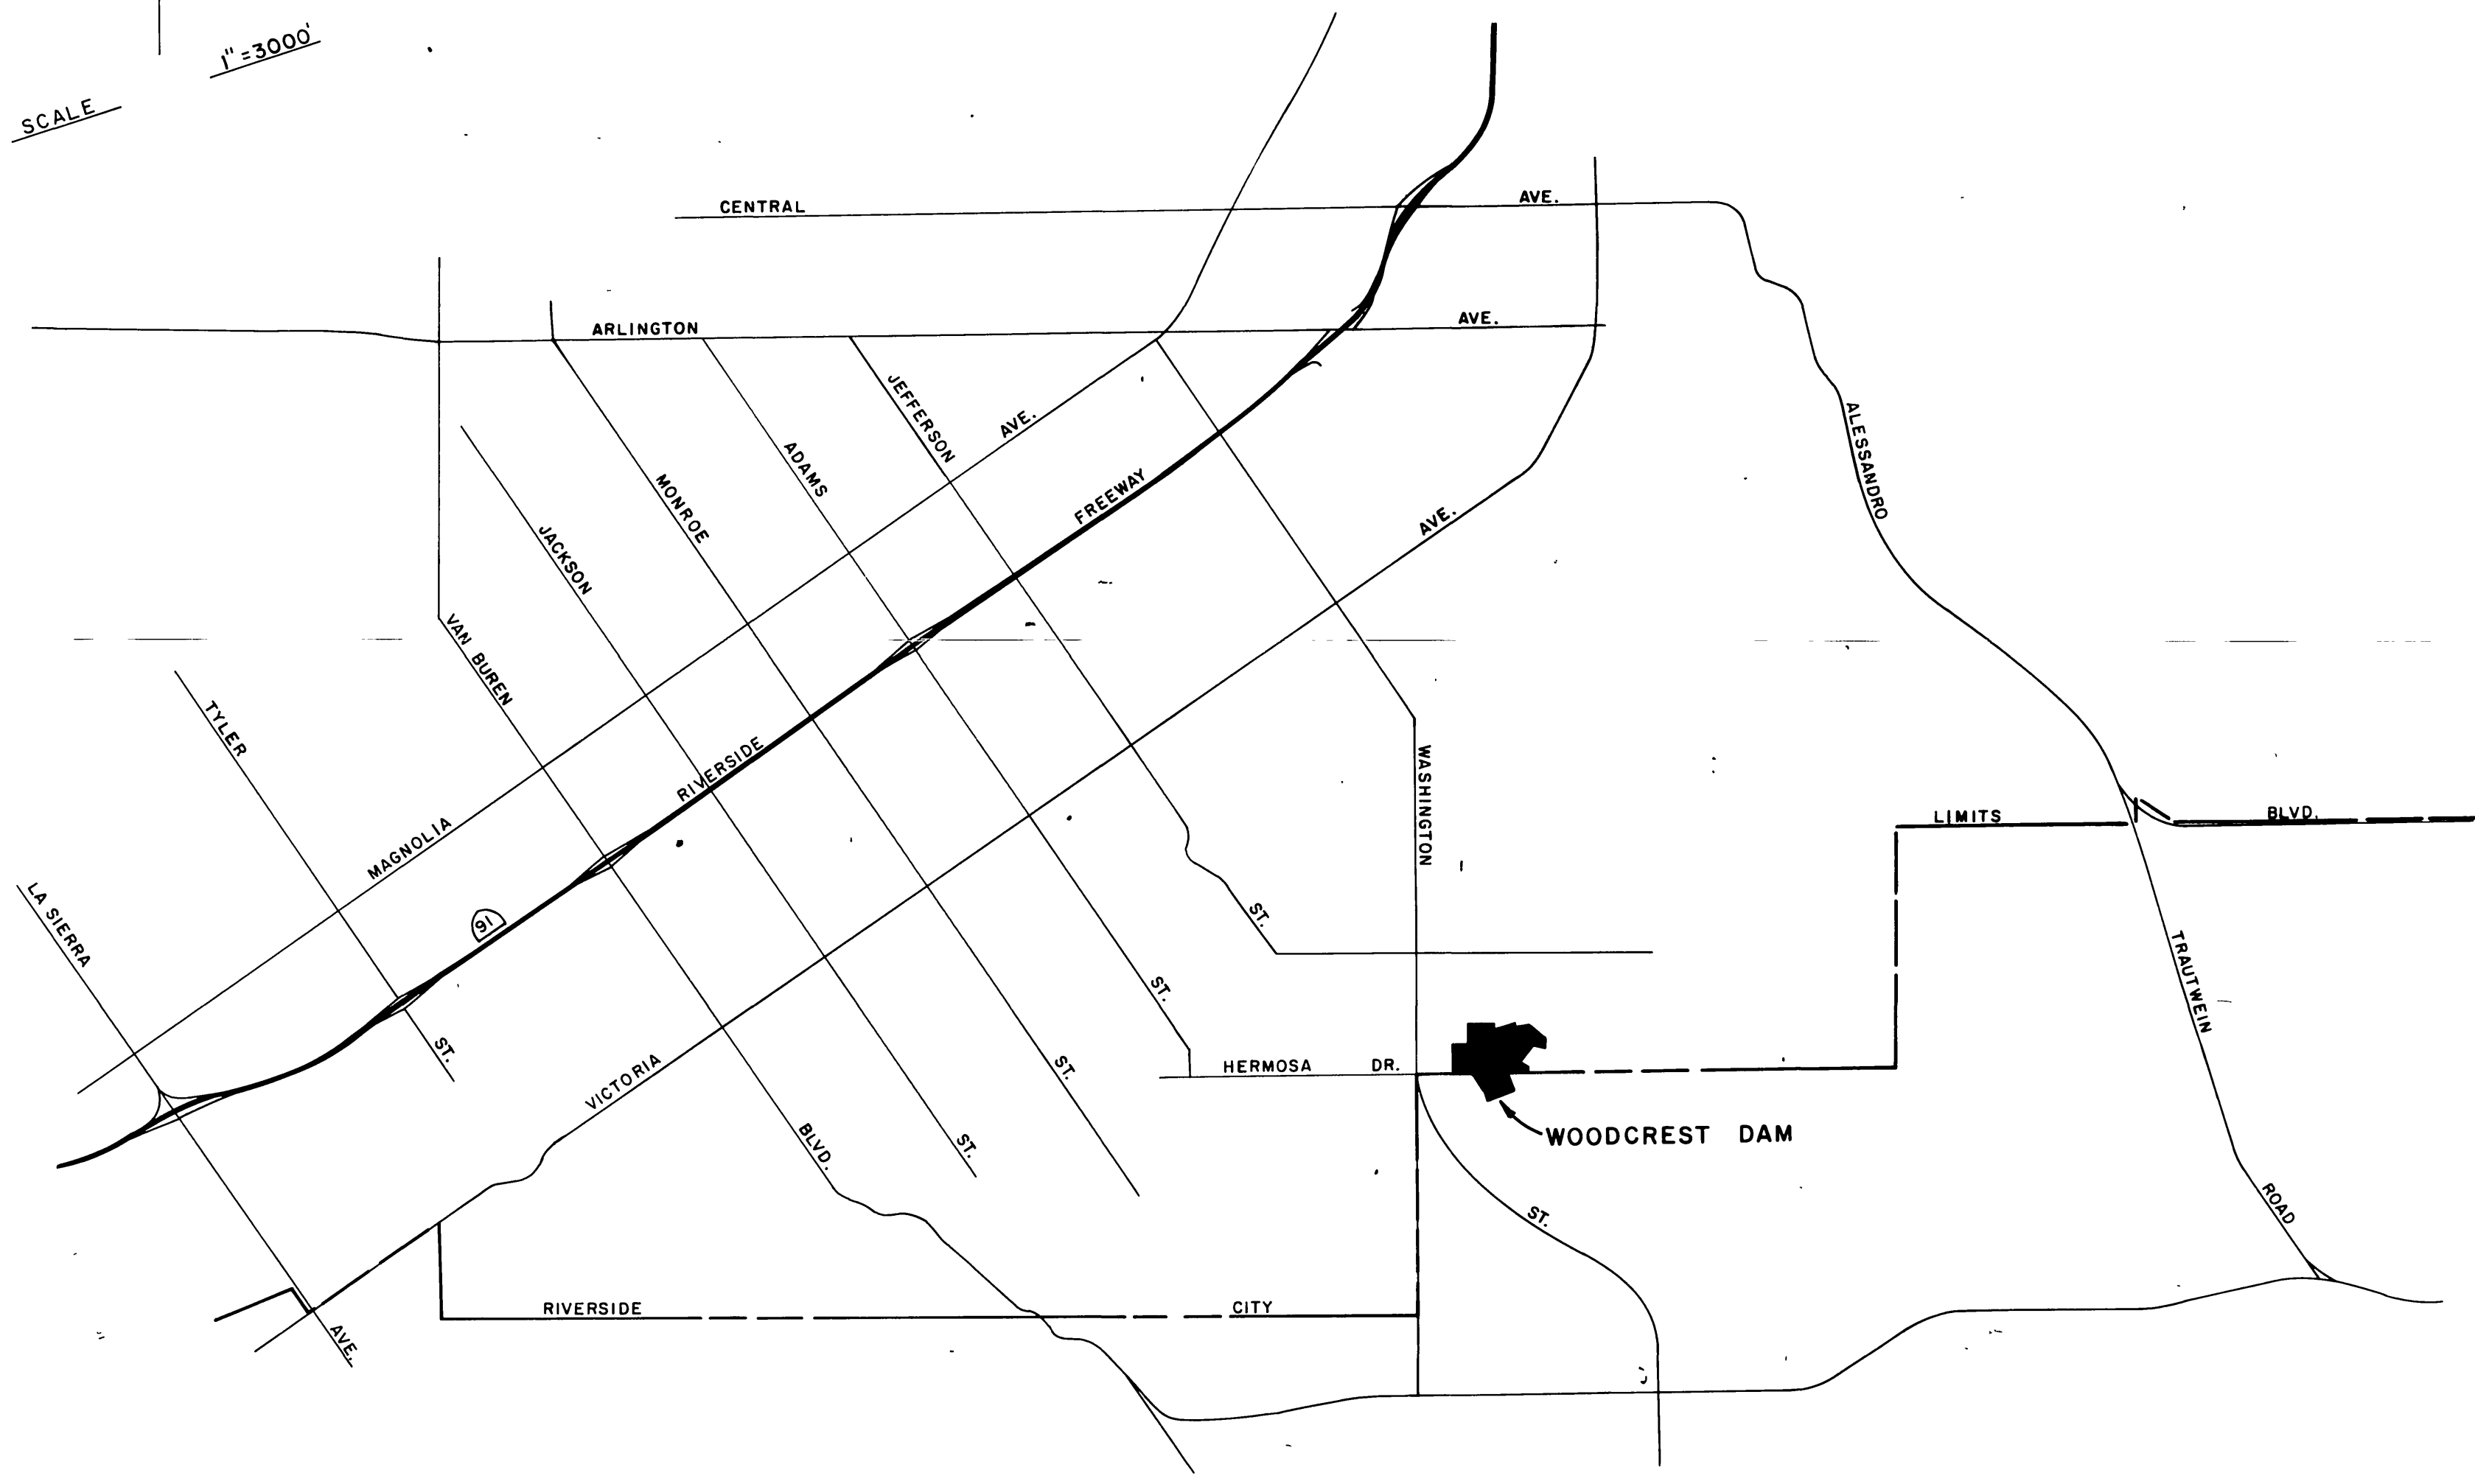 1"=3000'
SCALE
CENTRAL AVE.
ARLINGTON AVE.
JEFFERSON ST.
ADAMS ST.
MONROE ST.
JACKSON ST.
VAN BUREN BLVD.
TYLER ST.
LA SIERRA AVE.
MAGNOLIA AVE.
RIVERSIDE FREEWAY
91
VICTORIA AVE.
WASHINGTON ST.
ALESSANDRO BLVD.
TRAUTWEIN ROAD
HERMOSA DR.
WOODCREST DAM
RIVERSIDE CITY LIMITS